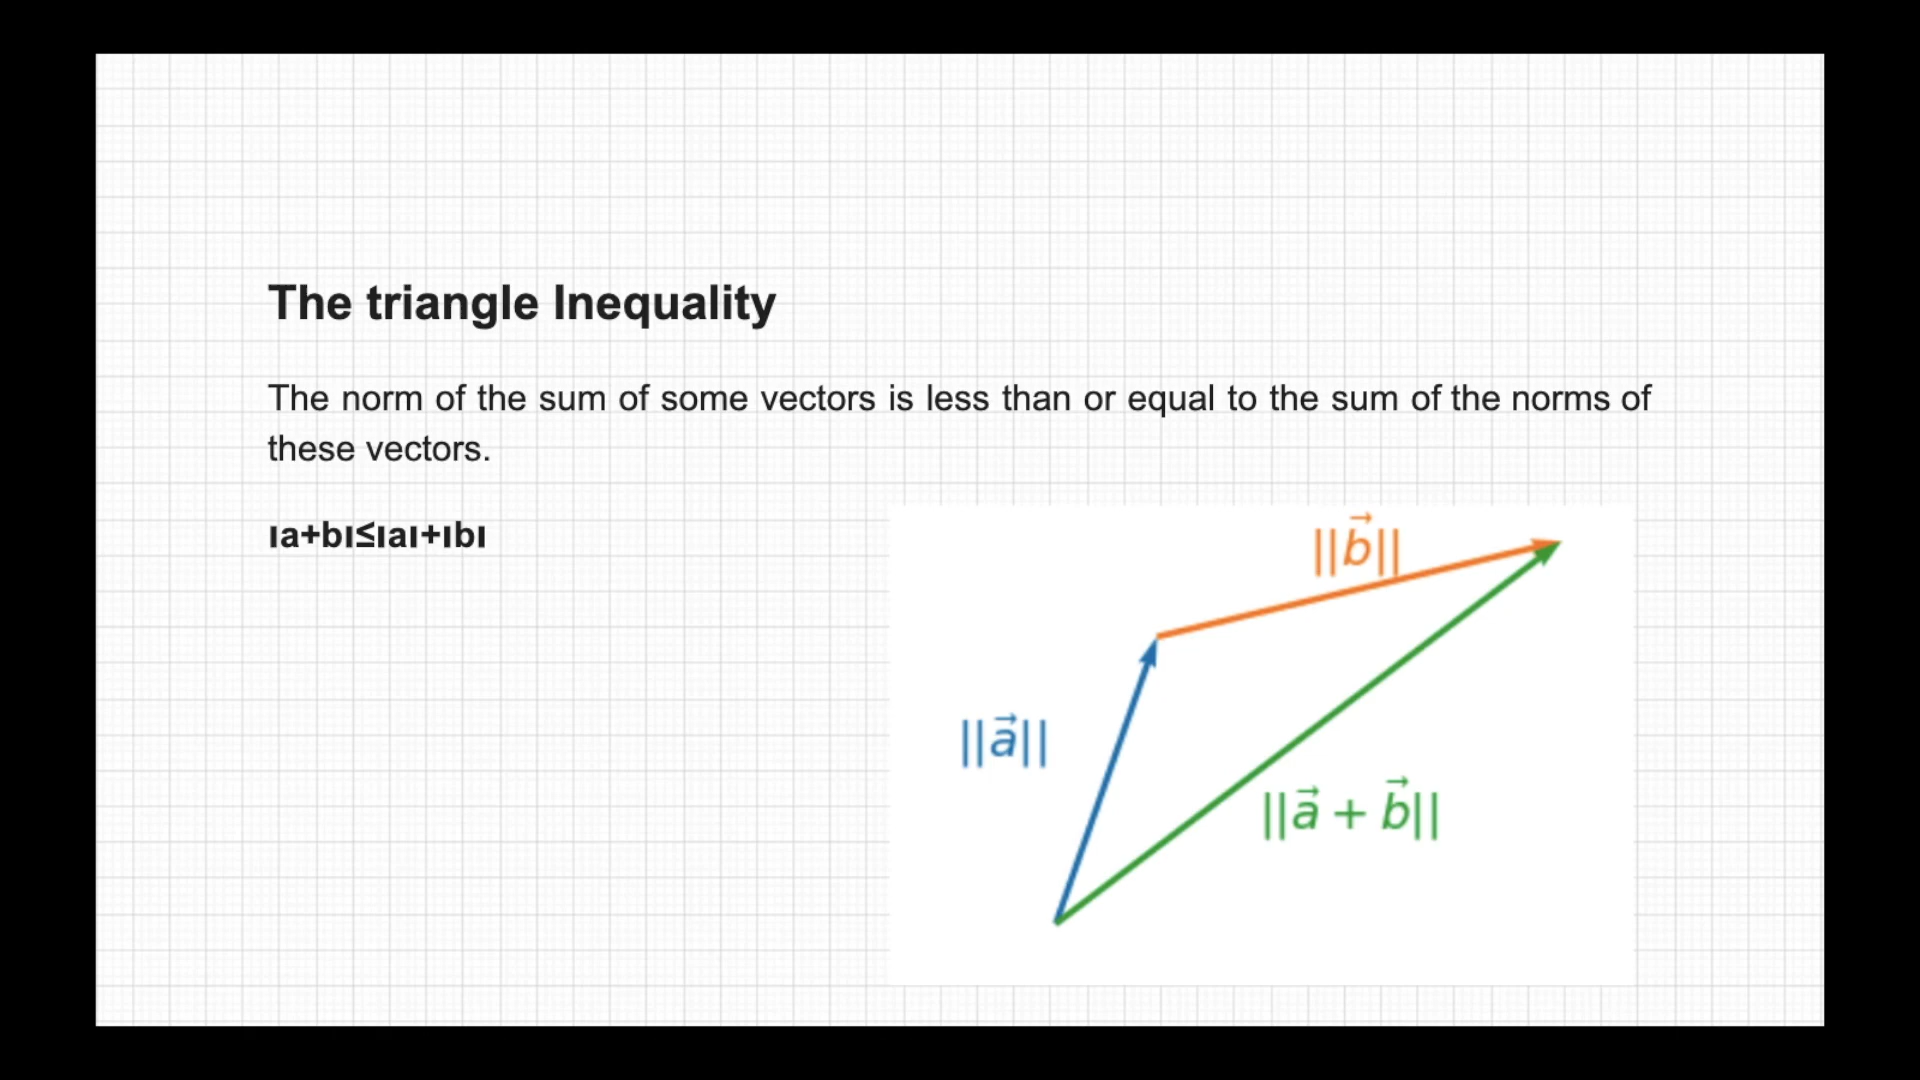 The triangle Inequality
The norm of the sum of some vectors is less than or equal to the sum of the norms of
these vectors.
ıa+bı≤ıaı+ıbı
||b⃗||
||a⃗||
||a⃗ + b⃗||